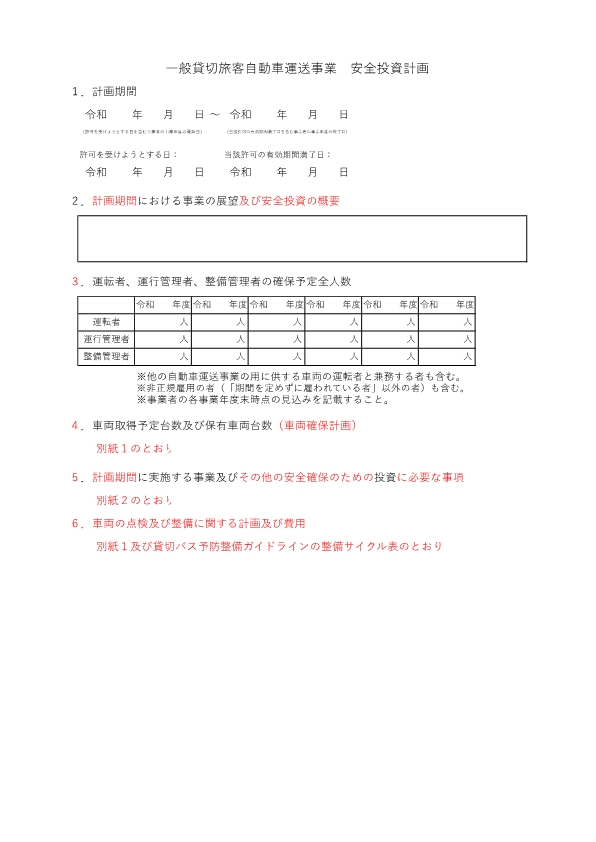 一般貸切旅客自動車運送事業　安全投資計画
1．計画期間
令和　　年　　月　　日 ～ 令和　　年　　月　　日
許可を受けようとする日：　　　　当該許可の有効期間満了日：
令和　　年　　月　　日　　令和　　年　　月　　日
2．計画期間における事業の展望及び安全投資の概要
3．運転者、運行管理者、整備管理者の確保予定全人数
令和　　年度 令和　　年度 令和　　年度 令和　　年度 令和　　年度 令和　　年度
運転者　人　人　人　人　人　人
運行管理者　人　人　人　人　人　人
整備管理者　人　人　人　人　人　人
※他の自動車運送事業の用に供する車両の運転者と兼務する者も含む。
※非正規雇用の者（「期間を定めずに雇われている者」以外の者）も含む。
※事業者の各事業年度末時点の見込みを記載すること。
4．車両取得予定台数及び保有車両台数（車両確保計画）
別紙１のとおり
5．計画期間に実施する事業及びその他の安全確保のための投資に必要な事項
別紙２のとおり
6．車両の点検及び整備に関する計画及び費用
別紙１及び貸切バス予防整備ガイドラインの整備サイクル表のとおり